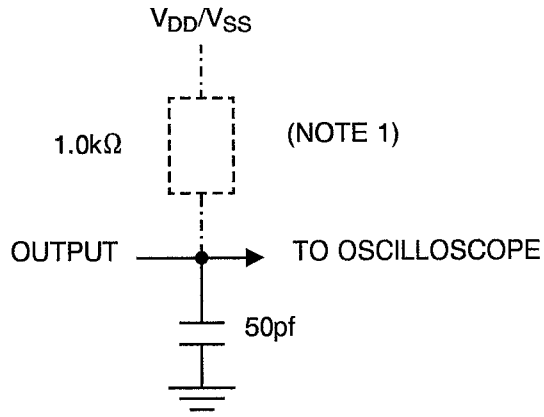 VDD/VSS
1.0kΩ
(NOTE 1)
OUTPUT
TO OSCILLOSCOPE
50pf